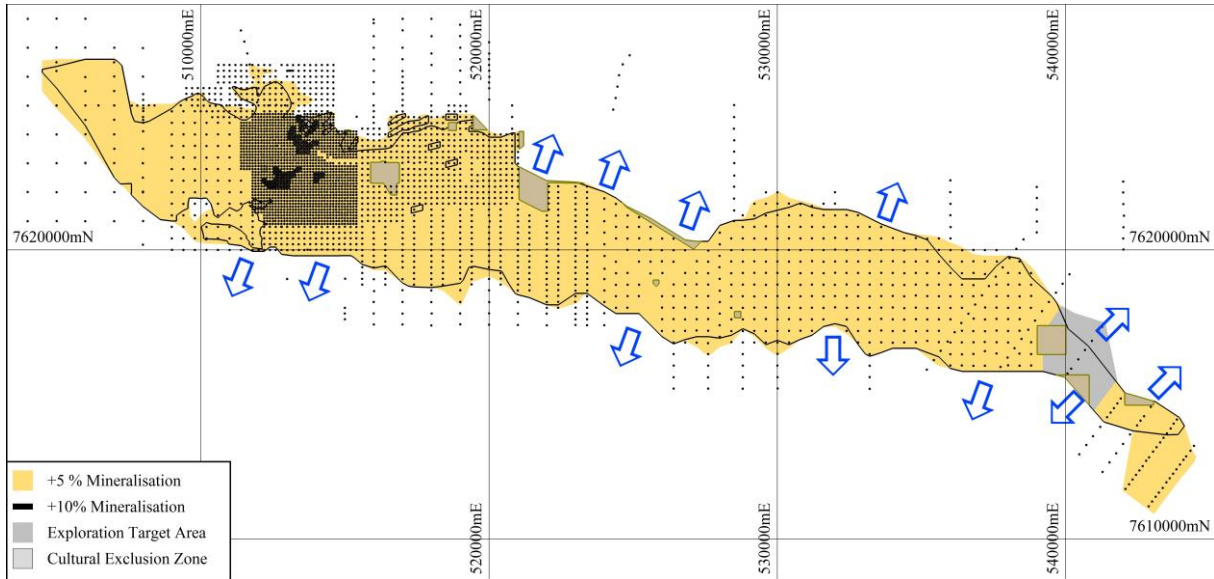 510000mE
520000mE
530000mE
540000mE
7620000mN
7620000mN
+5 % Mineralisation
+10% Mineralisation
Exploration Target Area
Cultural Exclusion Zone
520000mE
530000mE
540000mE
7610000mN